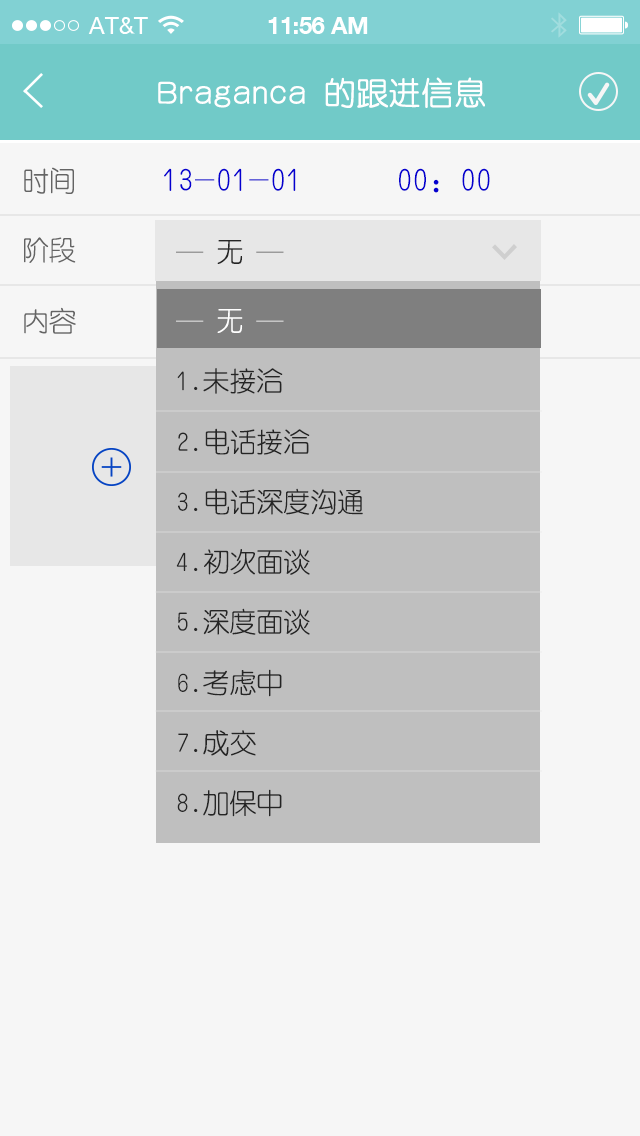 AT&T 11:56 AM
Braganca 的跟进信息
时间 13-01-01 00：00
阶段 — 无 —
内容 — 无 —
1.未接洽
2.电话接洽
3.电话深度沟通
4.初次面谈
5.深度面谈
6.考虑中
7.成交
8.加保中